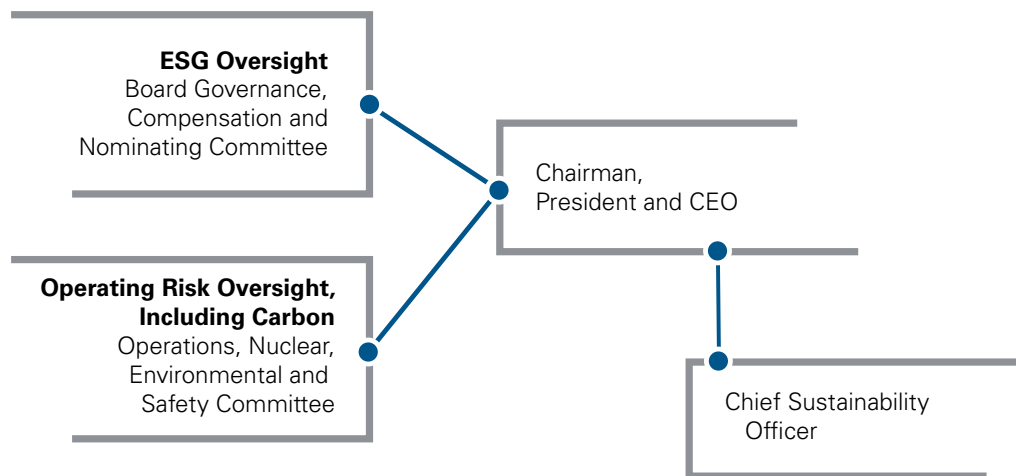 ESG Oversight
Board Governance,
Compensation and
Nominating Committee
Chairman,
President and CEO
Operating Risk Oversight,
Including Carbon
Operations, Nuclear,
Environmental and
Safety Committee
Chief Sustainability
Officer